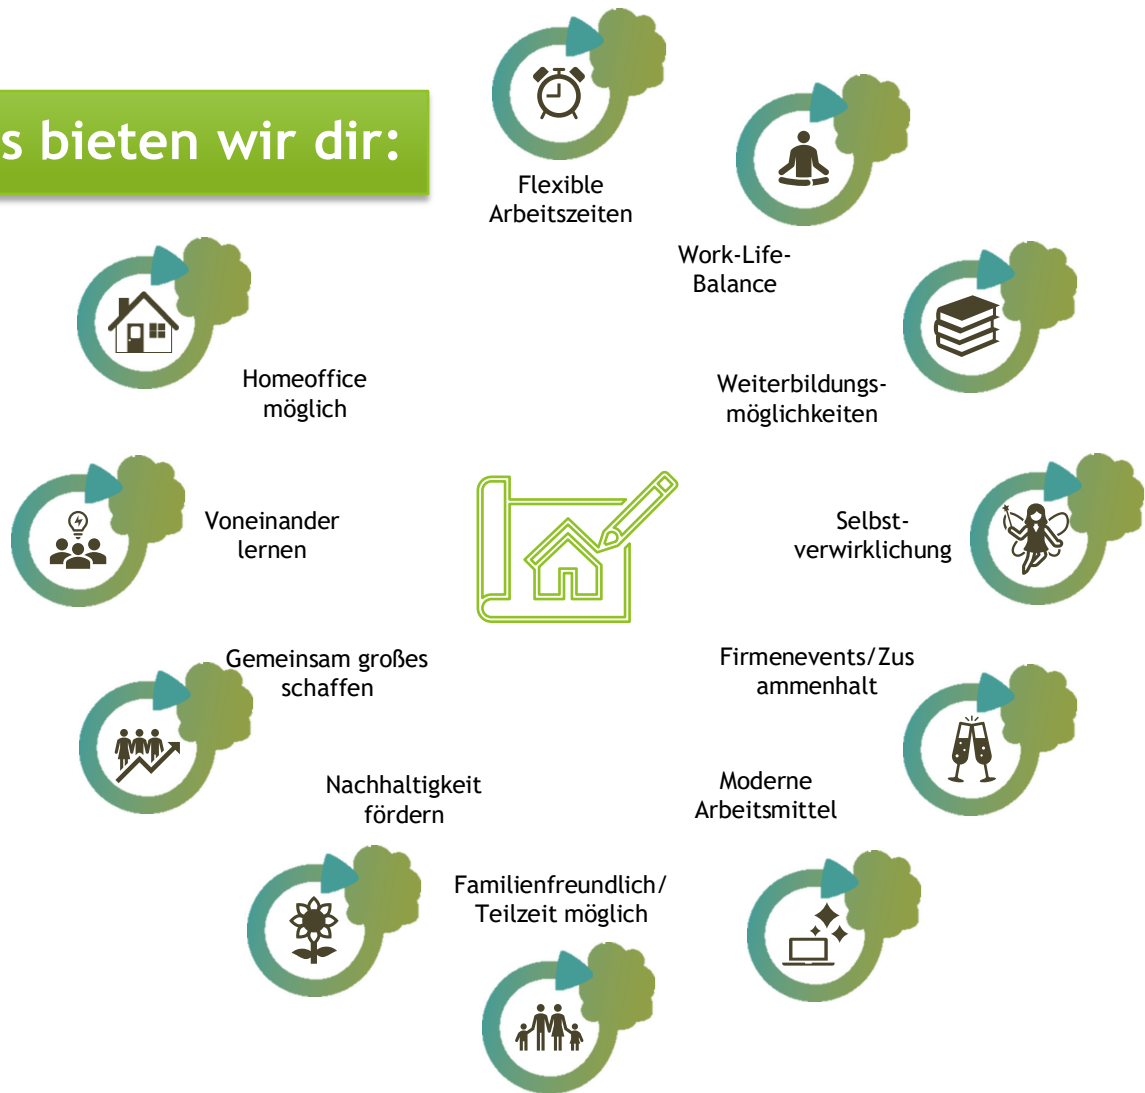 s bieten wir dir:
Flexible
Arbeitszeiten
Work-Life-
Balance
Weiterbildungs-
möglichkeiten
Selbst-
verwirklichung
Firmenevents/Zus
ammenhalt
Moderne
Arbeitsmittel
Familienfreundlich/
Teilzeit möglich
Nachhaltigkeit
fördern
Gemeinsam großes
schaffen
Voneinander
lernen
Homeoffice
möglich